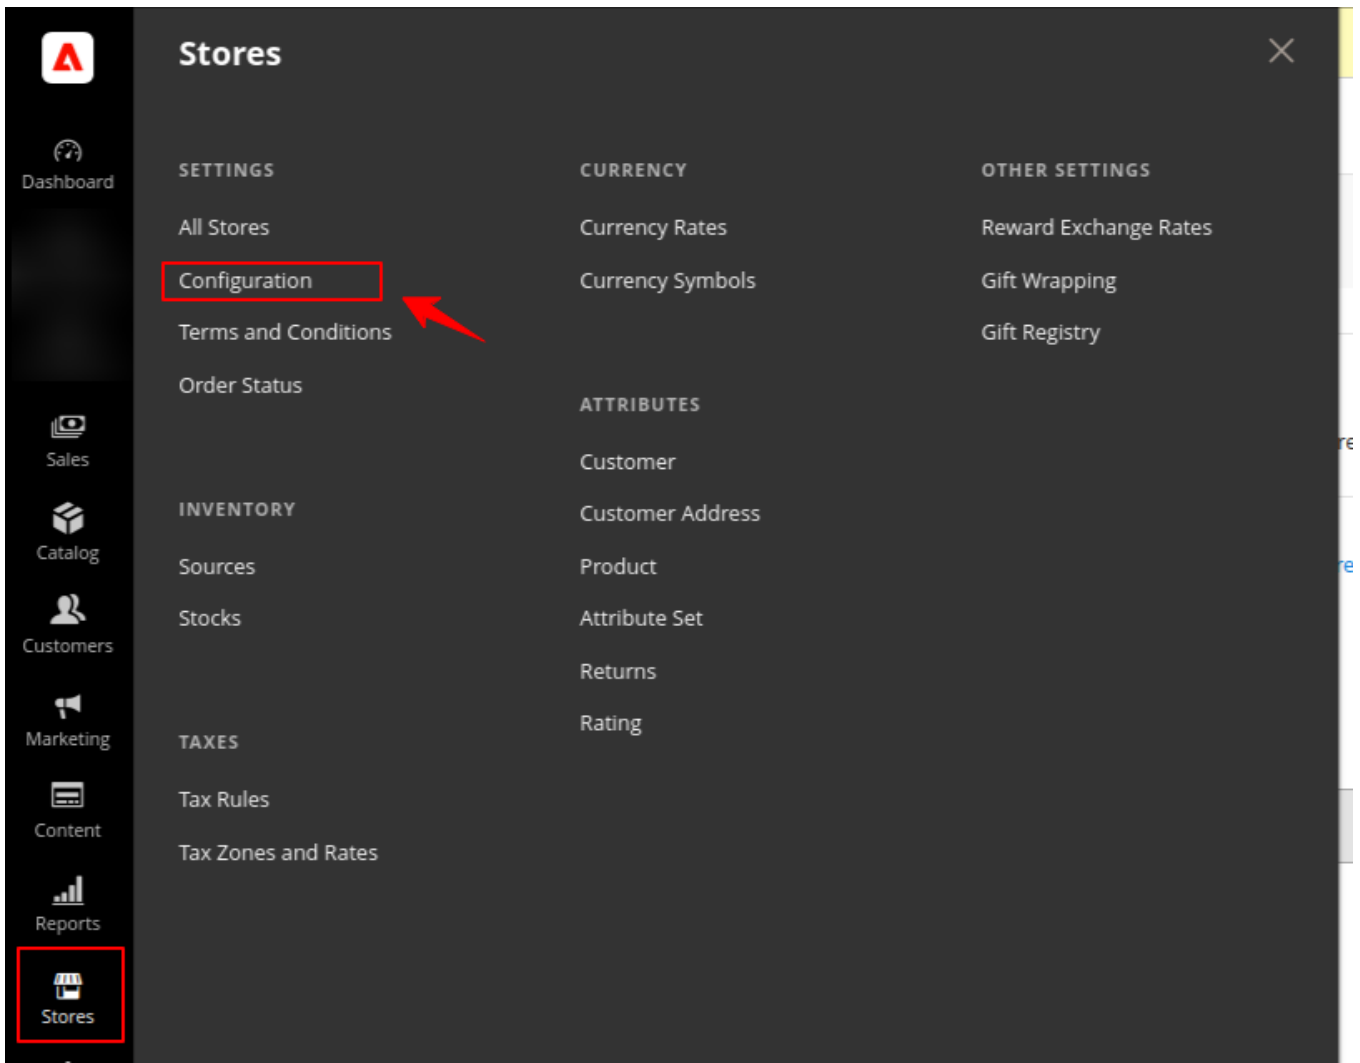 Dashboard
Sales
Catalog
Customers
Marketing
Content
Reports
Stores
Stores
SETTINGS
All Stores
Configuration
Terms and Conditions
Order Status
INVENTORY
Sources
Stocks
TAXES
Tax Rules
Tax Zones and Rates
CURRENCY
Currency Rates
Currency Symbols
ATTRIBUTES
Customer
Customer Address
Product
Attribute Set
Returns
Rating
OTHER SETTINGS
Reward Exchange Rates
Gift Wrapping
Gift Registry